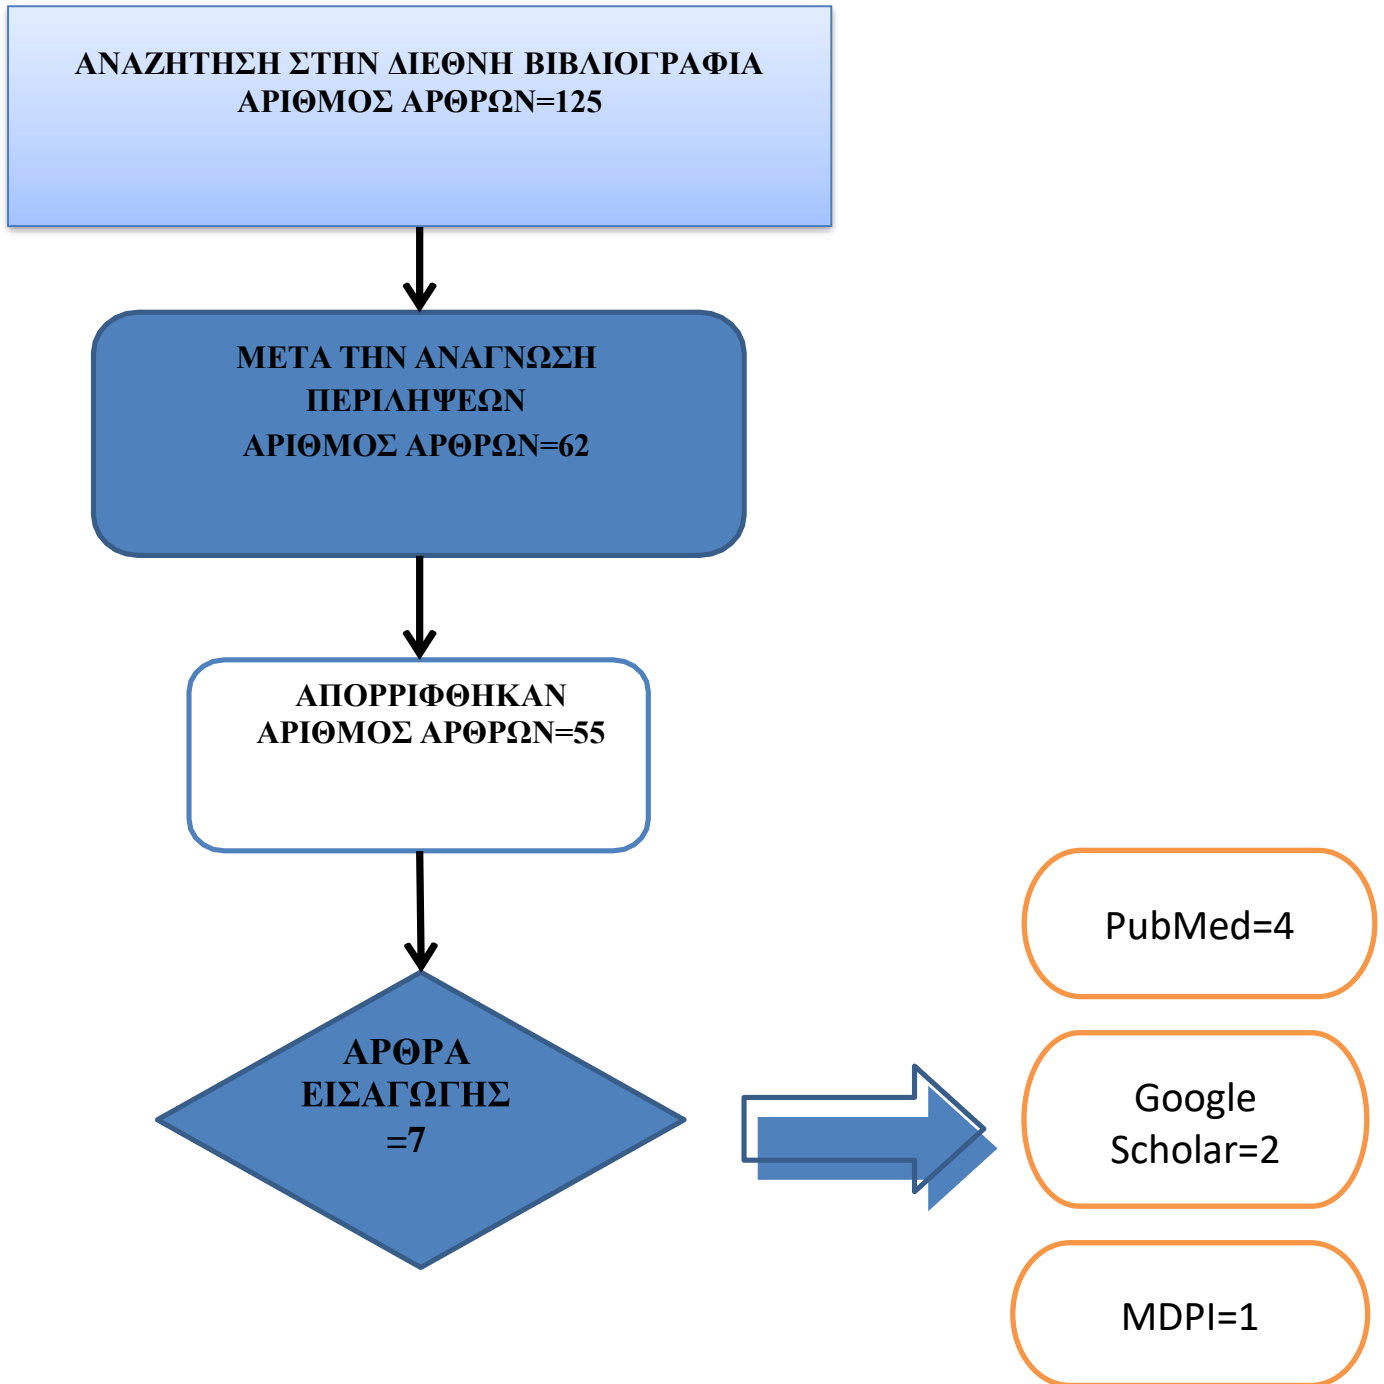 ΑΝΑΖΗΤΗΣΗ ΣΤΗΝ ΔΙΕΘΝΗ ΒΙΒΛΙΟΓΡΑΦΙΑ
ΑΡΙΘΜΟΣ ΑΡΘΡΩΝ=125
ΜΕΤΑ ΤΗΝ ΑΝΑΓΝΩΣΗ
ΠΕΡΙΛΗΨΕΩΝ
ΑΡΙΘΜΟΣ ΑΡΘΡΩΝ=62
ΑΠΟΡΡΙΦΘΗΚΑΝ
ΑΡΙΘΜΟΣ ΑΡΘΡΩΝ=55
ΑΡΘΡΑ
ΕΙΣΑΓΩΓΗΣ
=7
PubMed=4
Google
Scholar=2
MDPI=1